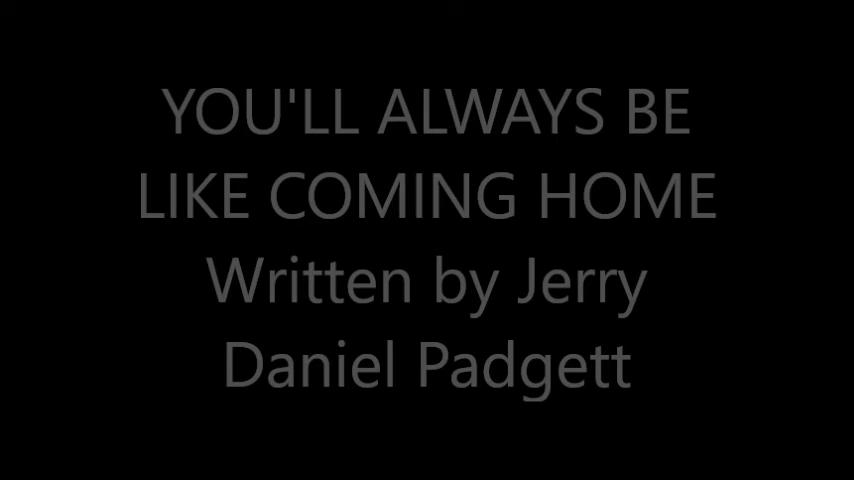 YOU'LL ALWAYS BE
LIKE COMING HOME
Written by Jerry
Daniel Padgett